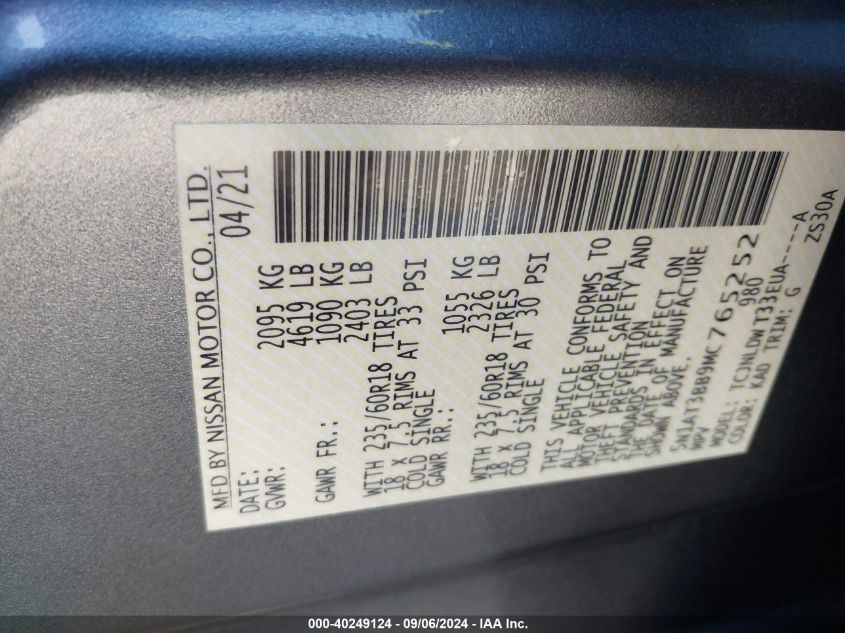 MFD BY NISSAN MOTOR CO., LTD.
DATE: 04/21
GVWR: 2095 KG
4619 LB
GAWR FR.: 1090 KG
2403 LB
WITH 235/60R18 TIRES
18 X 7.5 RIMS AT 33 PSI
COLD SINGLE
GAWR RR.: 1055 KG
2326 LB
WITH 235/60R18 TIRES
18 X 7.5 RIMS AT 30 PSI
COLD SINGLE
THIS VEHICLE CONFORMS TO
ALL APPLICABLE FEDERAL
MOTOR VEHICLE SAFETY AND
THEFT PREVENTION
STANDARDS IN EFFECT ON
THE DATE OF MANUFACTURE
SHOWN ABOVE.
5N1AT3BB9MC765252
MPV 980
MODEL: TCJNLDW T33EUA----A
COLOR: KAD TRIM: G ZS30A
000-40249124 - 09/06/2024 - IAA Inc.